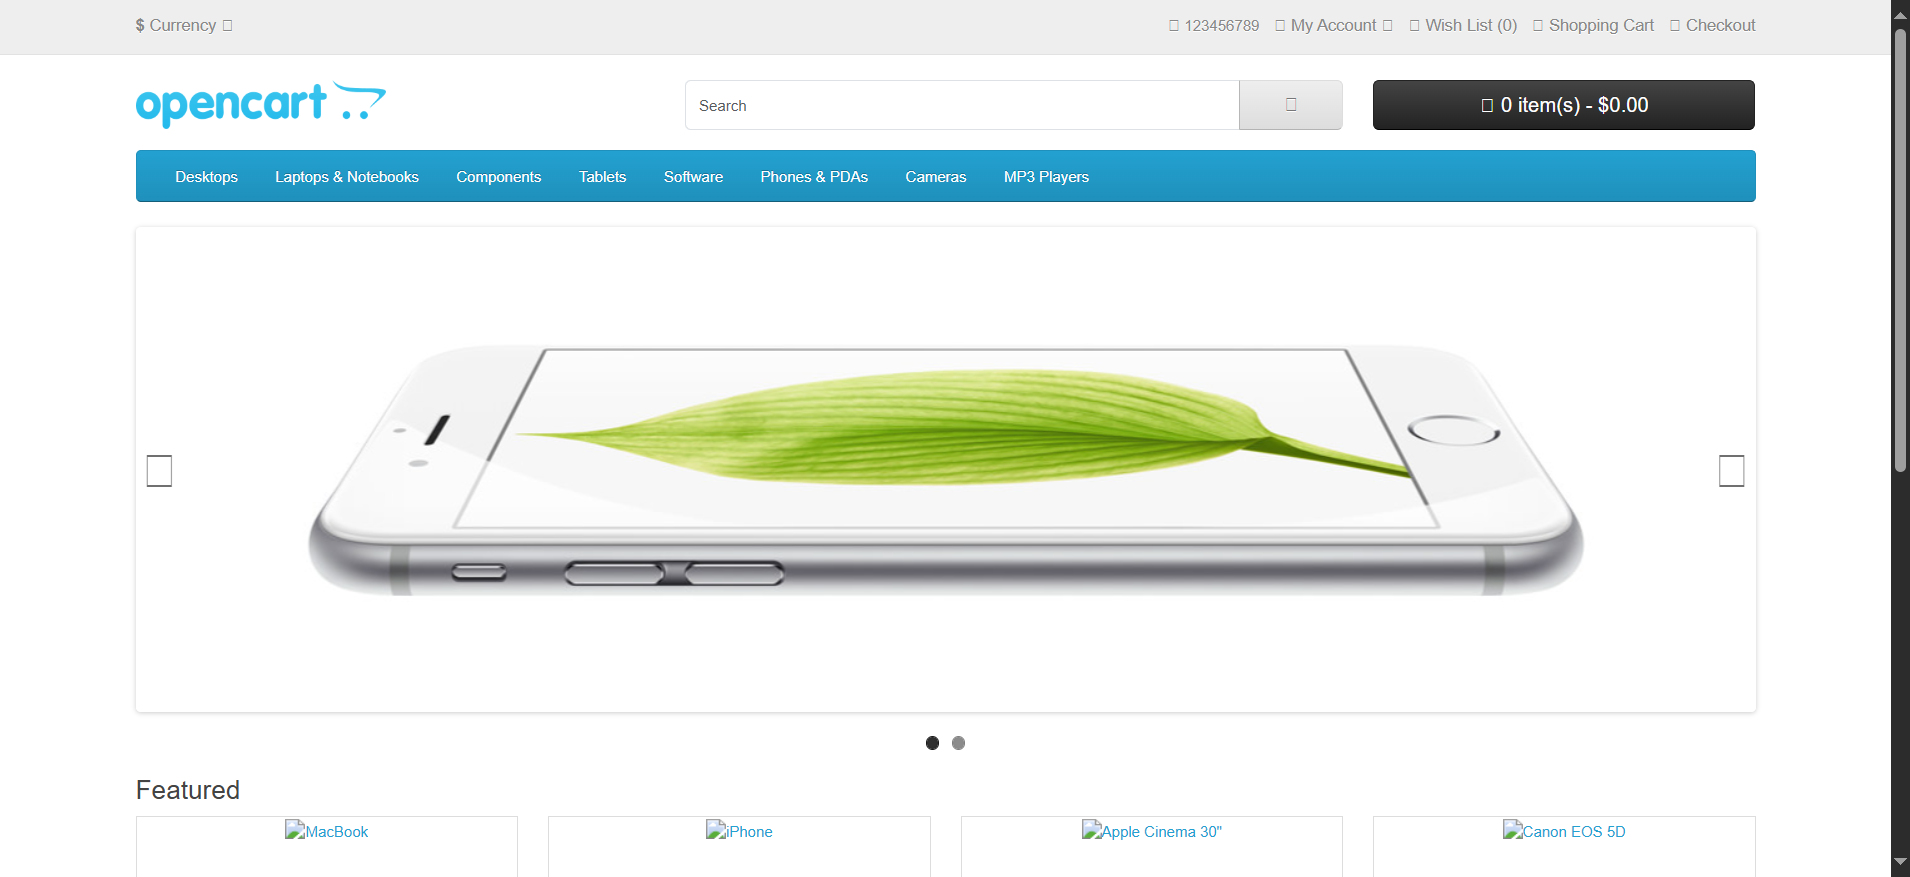 $ Currency
123456789 My Account Wish List (0) Shopping Cart Checkout
opencart
Search
0 item(s) - $0.00
Desktops Laptops & Notebooks Components Tablets Software Phones & PDAs Cameras MP3 Players
Featured
MacBook
iPhone
Apple Cinema 30"
Canon EOS 5D